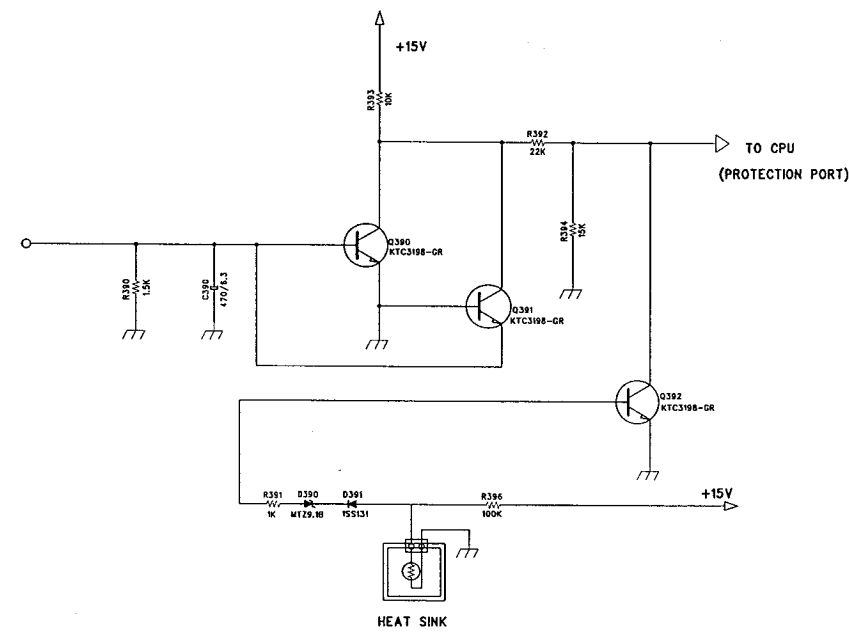 +15V
R393
10K
R392
22K
TO CPU
(PROTECTION PORT)
R394
15K
Q390
KTC3198-GR
R390
1.5K
C390
470/6.3
Q391
KTC3198-GR
Q392
KTC3198-GR
R391
1K
D390
MTZ9.1B
D391
1SS131
R396
100K
+15V
HEAT SINK